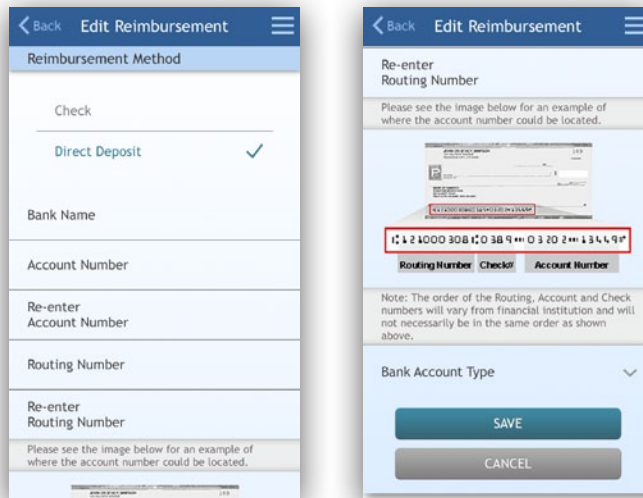 Back Edit Reimbursement
Reimbursement Method
Check
Direct Deposit
Bank Name
Account Number
Re-enter
Account Number
Routing Number
Re-enter
Routing Number
Please see the image below for an example of
where the account number could be located.
Back Edit Reimbursement
Re-enter
Routing Number
Please see the image below for an example of
where the account number could be located.
121000308 0389 03202 13449
Routing Number Check# Account Number
Note: The order of the Routing, Account and Check
numbers will vary from financial institution and will
not necessarily be in the same order as shown
above.
Bank Account Type
SAVE
CANCEL